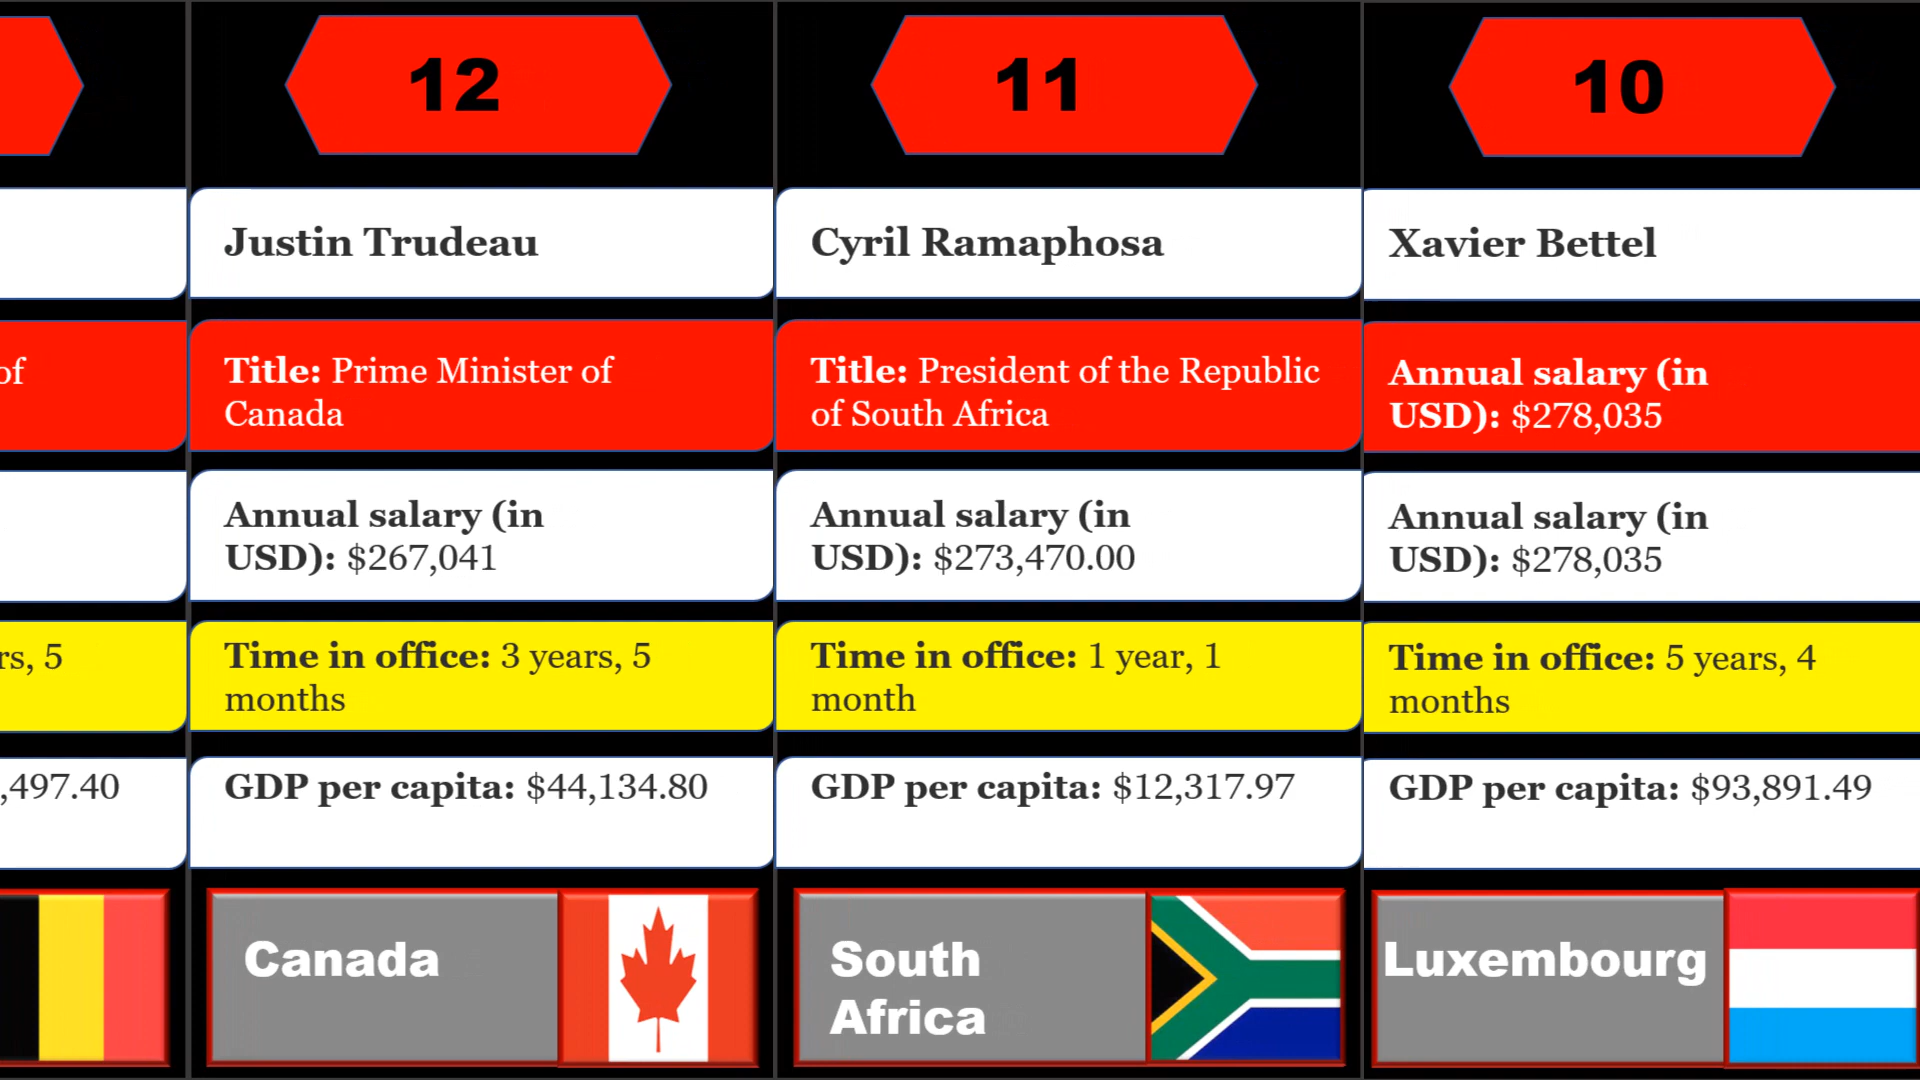 of
rs, 5
,497.40
12
Justin Trudeau
Title: Prime Minister of
Canada
Annual salary (in
USD): $267,041
Time in office: 3 years, 5
months
GDP per capita: $44,134.80
Canada
11
Cyril Ramaphosa
Title: President of the Republic
of South Africa
Annual salary (in
USD): $273,470.00
Time in office: 1 year, 1
month
GDP per capita: $12,317.97
South
Africa
10
Xavier Bettel
Annual salary (in
USD): $278,035
Annual salary (in
USD): $278,035
Time in office: 5 years, 4
months
GDP per capita: $93,891.49
Luxembourg